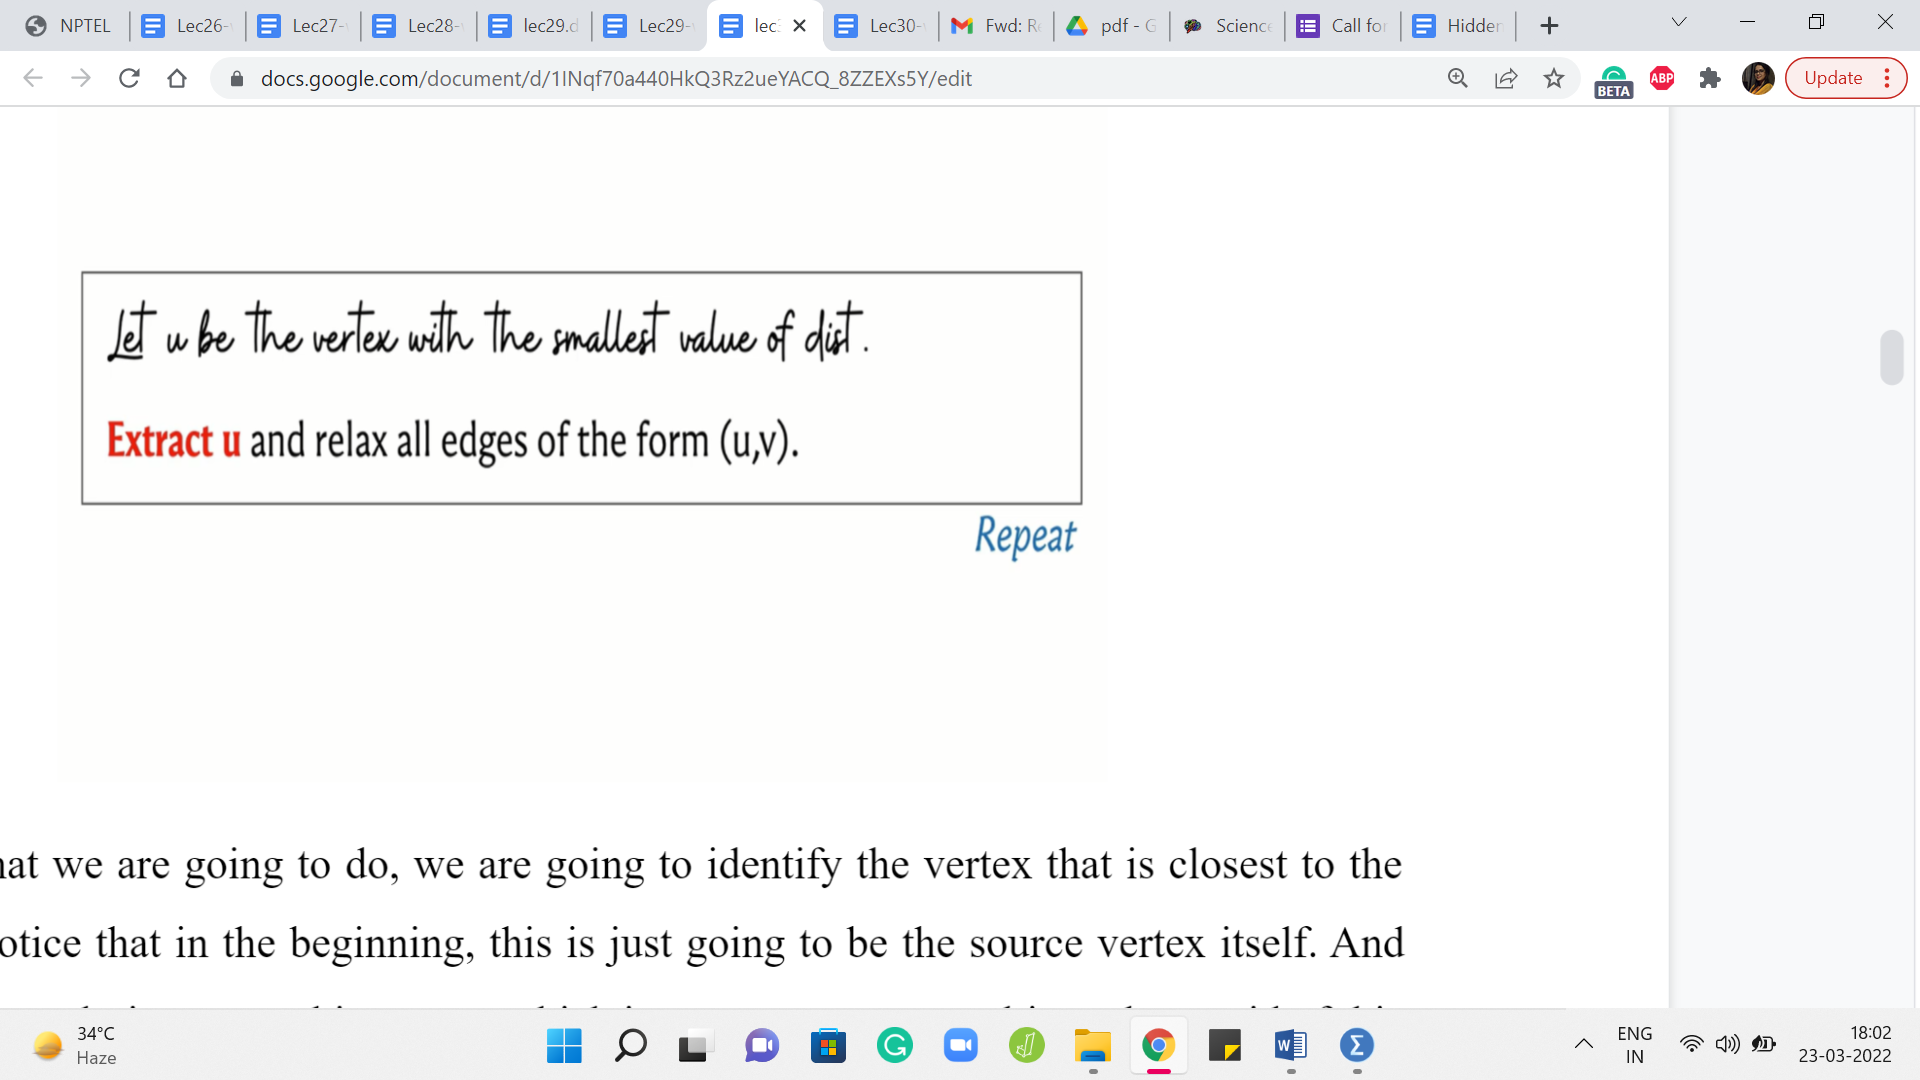 NPTEL
Lec26-
Lec27-
Lec28-
lec29.d
Lec29-
lec
Lec30-
Fwd: R
pdf - G
Science
Call for
Hidden
docs.google.com/document/d/1INqf70a440HkQ3Rz2ueYACQ_8ZZEXs5Y/edit
BETA
ABP
Update
Let u be the vertex with the smallest value of dist.
Extract u and relax all edges of the form (u,v).
Repeat
hat we are going to do, we are going to identify the vertex that is closest to the
otice that in the beginning, this is just going to be the source vertex itself. And
34°C
Haze
ENG
IN
18:02
23-03-2022